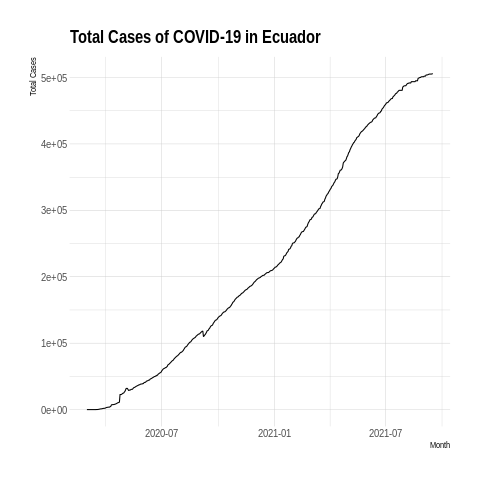 Total Cases of COVID-19 in Ecuador
Total Cases
5e+05
4e+05
3e+05
2e+05
1e+05
0e+00
2020-07
2021-01
2021-07
Month